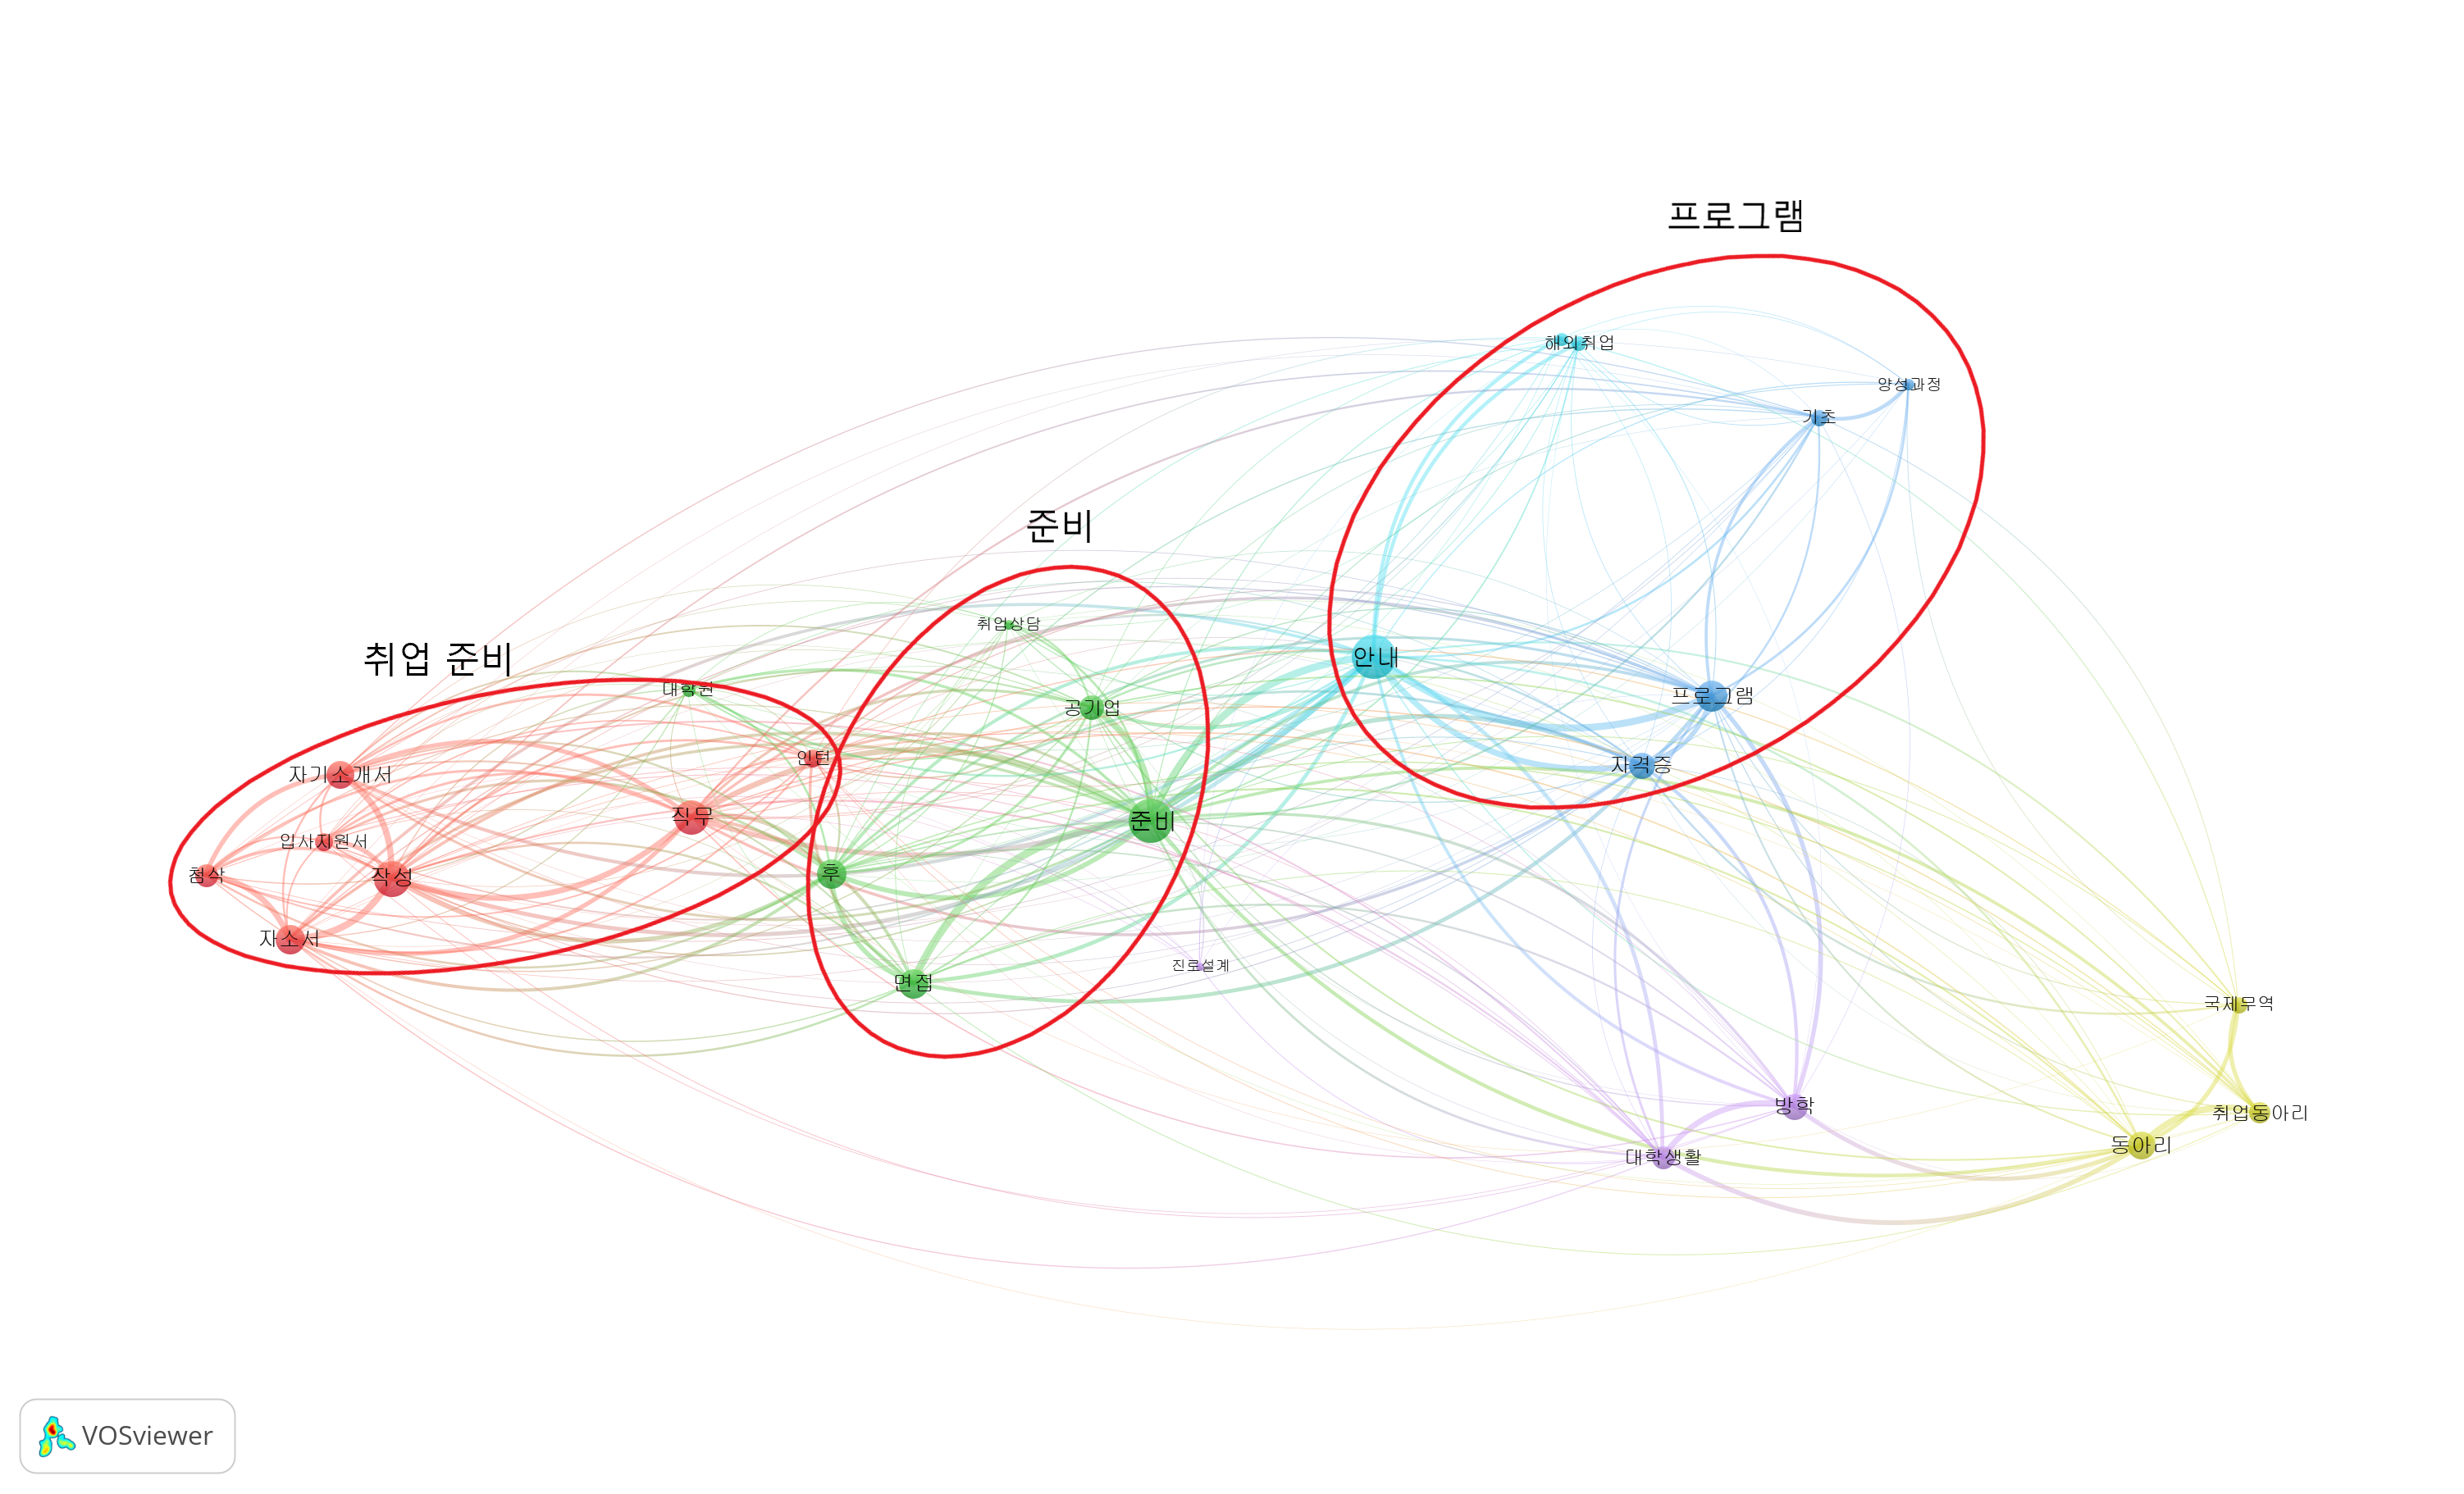 프로그램
해외취업
양성과정
기초
준비
취업상담
취업 준비
안내
대학원
프로그램
공기업
인턴
자격증
자기소개서
직무
준비
입사지원서
후
첨삭
작성
자소서
진로설계
면접
국제무역
방학
취업동아리
동아리
대학생활
VOSviewer